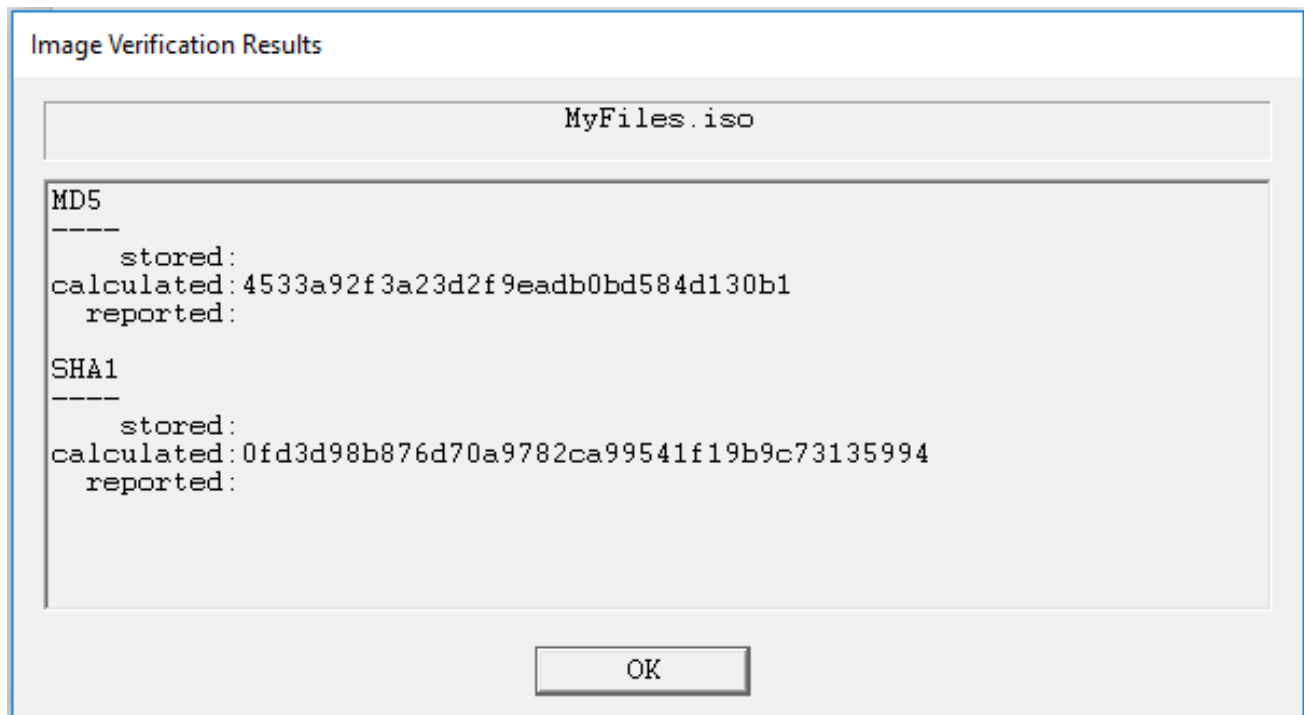 Image Verification Results
MyFiles.iso
MD5
----
stored:
calculated:4533a92f3a23d2f9eadb0bd584d130b1
reported:
SHA1
----
stored:
calculated:0fd3d98b876d70a9782ca99541f19b9c73135994
reported:
OK